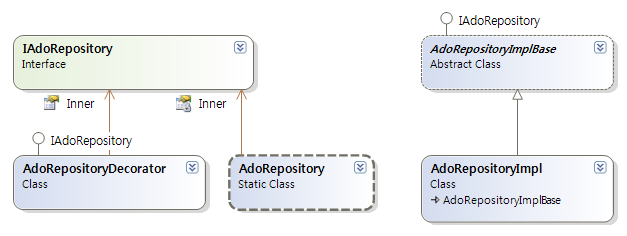 IAdoRepository
IAdoRepository
Interface
AdoRepositoryImplBase
Abstract Class
Inner
Inner
IAdoRepository
AdoRepositoryDecorator
Class
AdoRepository
Static Class
AdoRepositoryImpl
Class
AdoRepositoryImplBase